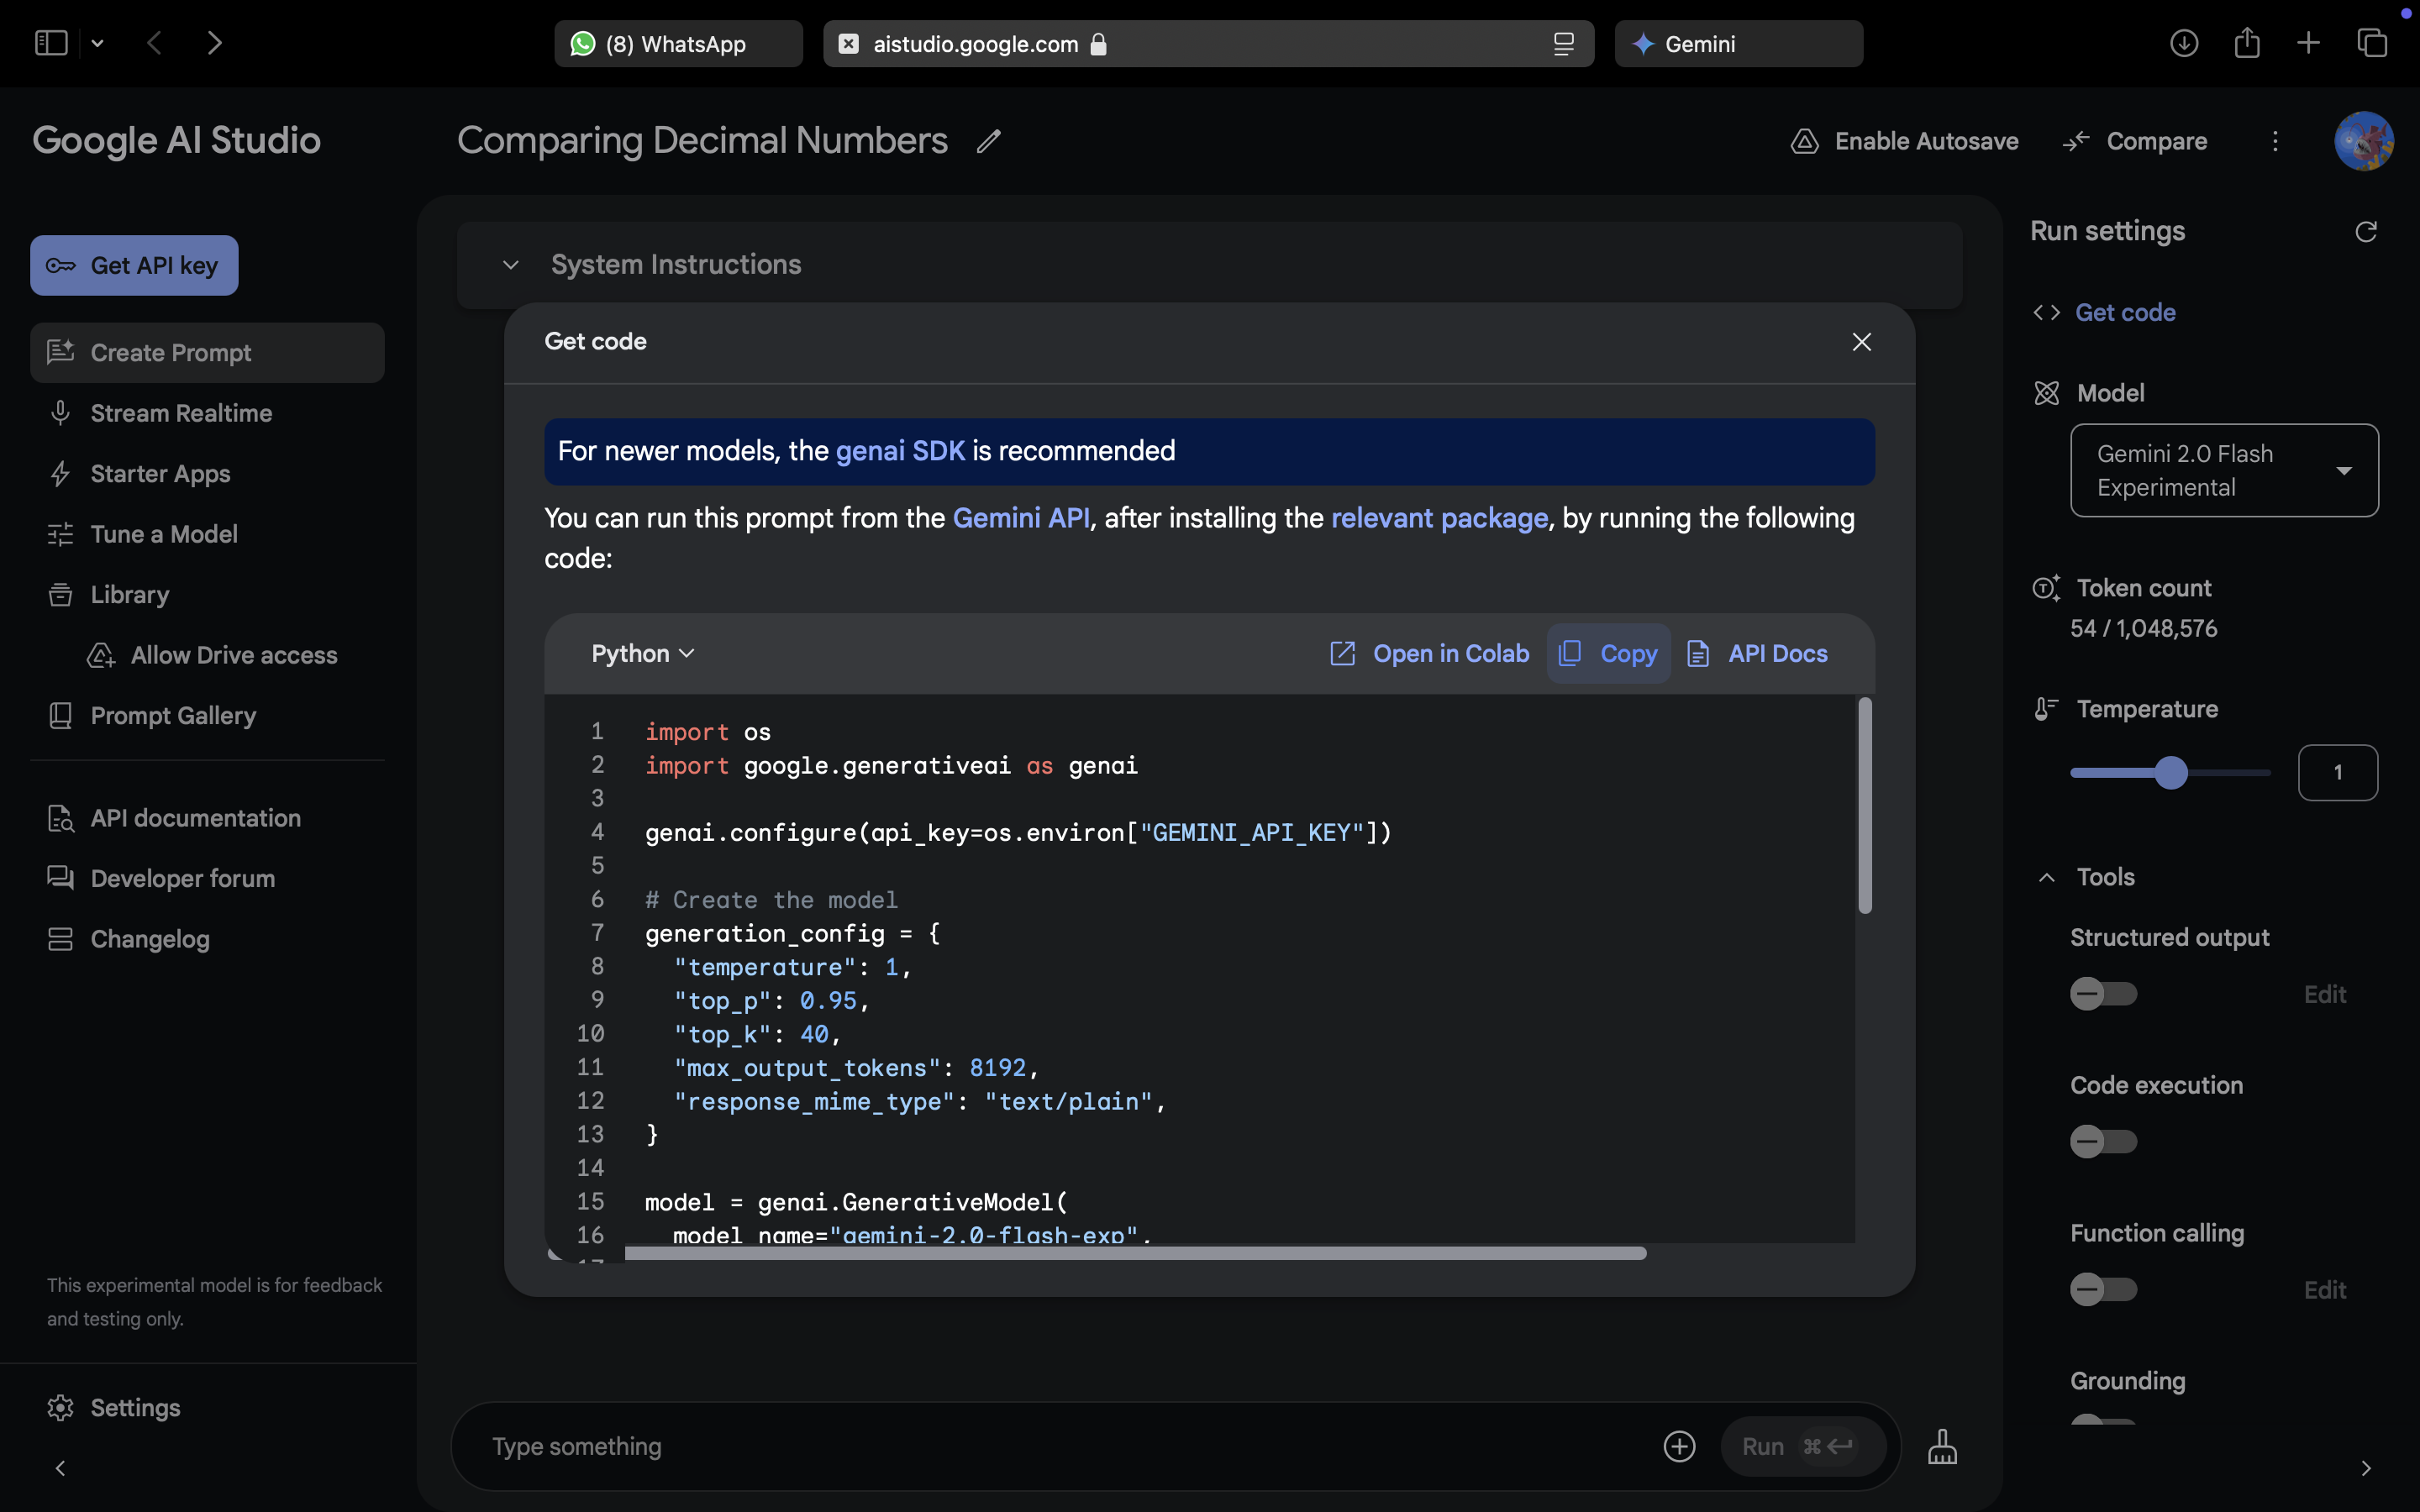 (8) WhatsApp
aistudio.google.com
Gemini
Google AI Studio
Comparing Decimal Numbers
Enable Autosave
Compare
Get API key
Create Prompt
Stream Realtime
Starter Apps
Tune a Model
Library
Allow Drive access
Prompt Gallery
API documentation
Developer forum
Changelog
This experimental model is for feedback
and testing only.
Settings
System Instructions
Get code
For newer models, the genai SDK is recommended
You can run this prompt from the Gemini API, after installing the relevant package, by running the following
code:
Python
Open in Colab
Copy
API Docs
1 import os
2 import google.generativeai as genai
3
4 genai.configure(api_key=os.environ["GEMINI_API_KEY"])
5
6 # Create the model
7 generation_config = {
8 "temperature": 1,
9 "top_p": 0.95,
10 "top_k": 40,
11 "max_output_tokens": 8192,
12 "response_mime_type": "text/plain",
13 }
14
15 model = genai.GenerativeModel(
16 model_name="gemini-2.0-flash-exp",
17
Type something
Run ⌘↵
Run settings
Get code
Model
Gemini 2.0 Flash
Experimental
Token count
54 / 1,048,576
Temperature
1
Tools
Structured output
Edit
Code execution
Function calling
Edit
Grounding